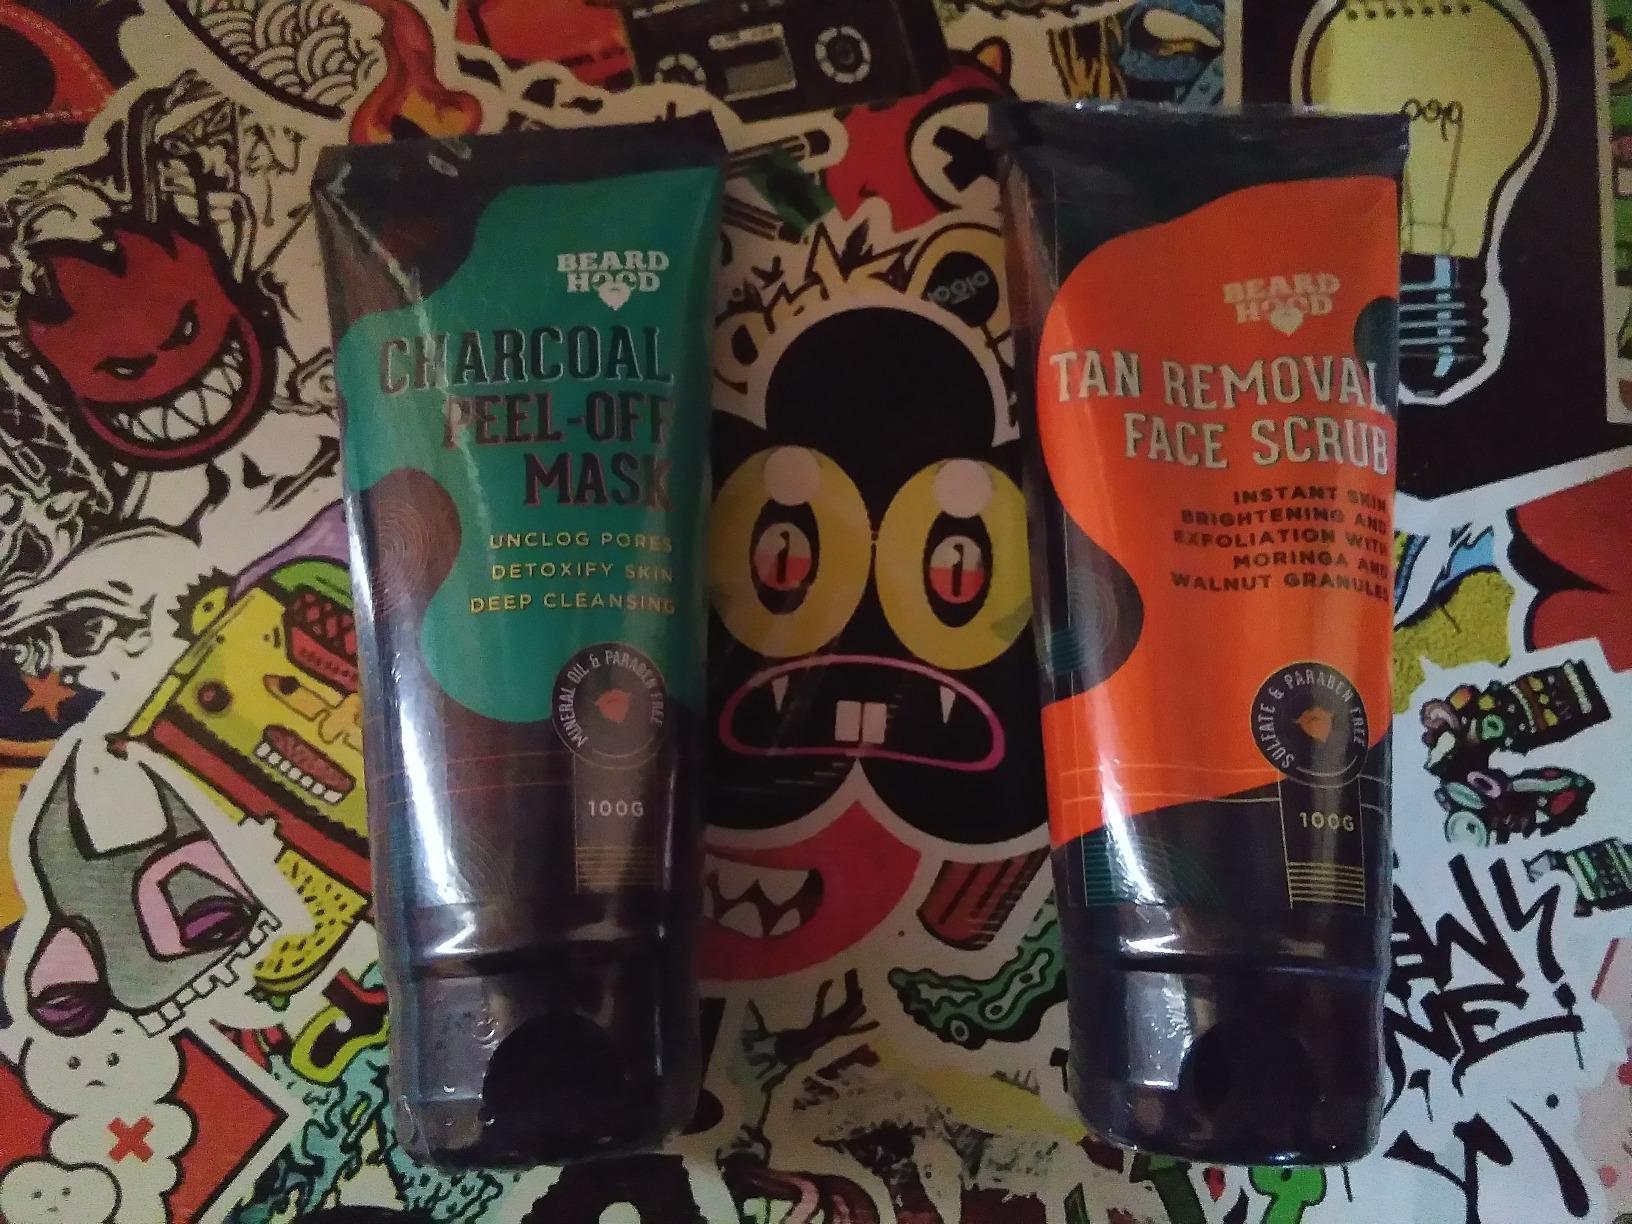 BEARD
HOOD
CHARCOAL
PEEL-OFF
MASK
UNCLOG PORES
DETOXIFY SKIN
DEEP CLEANSING
MINERAL OIL & PARABEN FREE
100G
BEARD
HOOD
TAN REMOVAL
FACE SCRUB
INSTANT SKIN
BRIGHTENING AND
EXFOLIATION WITH
MORINGA AND
WALNUT GRANULES
SULFATE & PARABEN FREE
100G